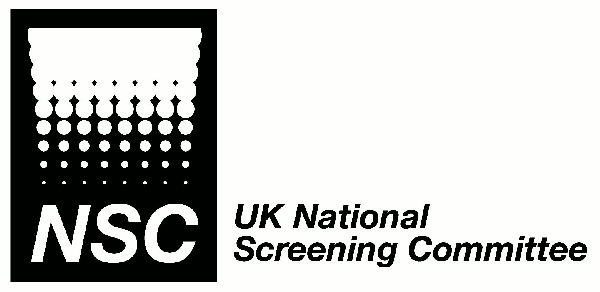 NSC
UK National
Screening Committee